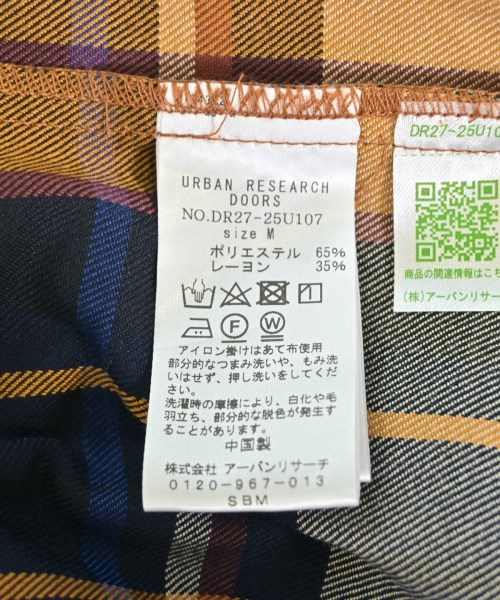 URBAN RESEARCH
DOORS
NO.DR27-25U107
size M
ポリエステル 65%
レーヨン 35%
F W
アイロン掛けはあて布使用
部分的なつまみ洗いや、もみ洗
いはせず、押し洗いをしてくだ
さい。
洗濯時の摩擦により、白化や毛
羽立ち、部分的な脱色が発生す
ることがあります。
中国製
株式会社 アーバンリサーチ
0120-967-013
SBM
DR27-25U10
商品の関連情報はこち
(株)アーバンリサーチ